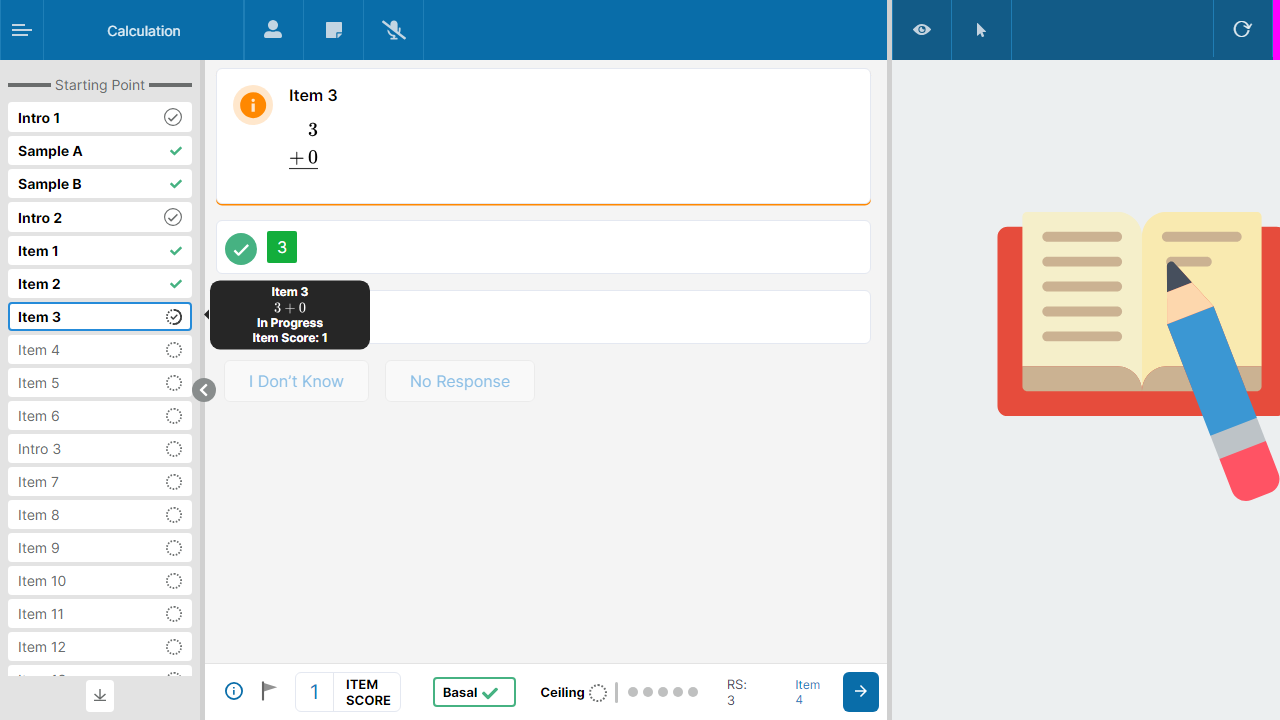 Calculation
Starting Point
Intro 1
Sample A
Sample B
Intro 2
Item 1
Item 2
Item 3
Item 4
Item 5
Item 6
Intro 3
Item 7
Item 8
Item 9
Item 10
Item 11
Item 12
Item 3
3
+ 0
3
Item 3
3 + 0
In Progress
Item Score: 1
I Don't Know
No Response
1
ITEM
SCORE
Basal
Ceiling
RS:
3
Item
4